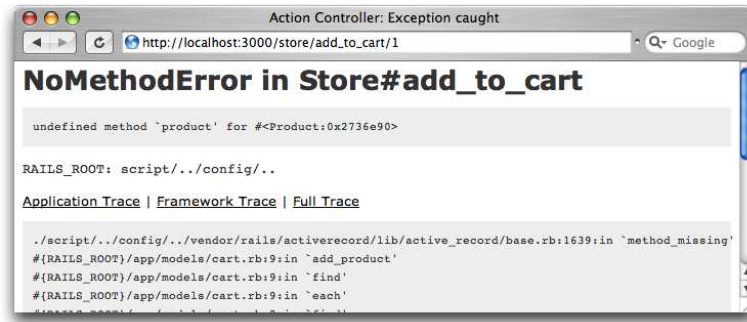 Action Controller: Exception caught
http://localhost:3000/store/add_to_cart/1
Google
NoMethodError in Store#add_to_cart
undefined method `product' for #<Product:0x2736e90>
RAILS_ROOT: script/../config/..
Application Trace | Framework Trace | Full Trace
./script/../config/../vendor/rails/activerecord/lib/active_record/base.rb:1639:in `method_missing'
#{RAILS_ROOT}/app/models/cart.rb:9:in `add_product'
#{RAILS_ROOT}/app/models/cart.rb:9:in `find'
#{RAILS_ROOT}/app/models/cart.rb:9:in `each'